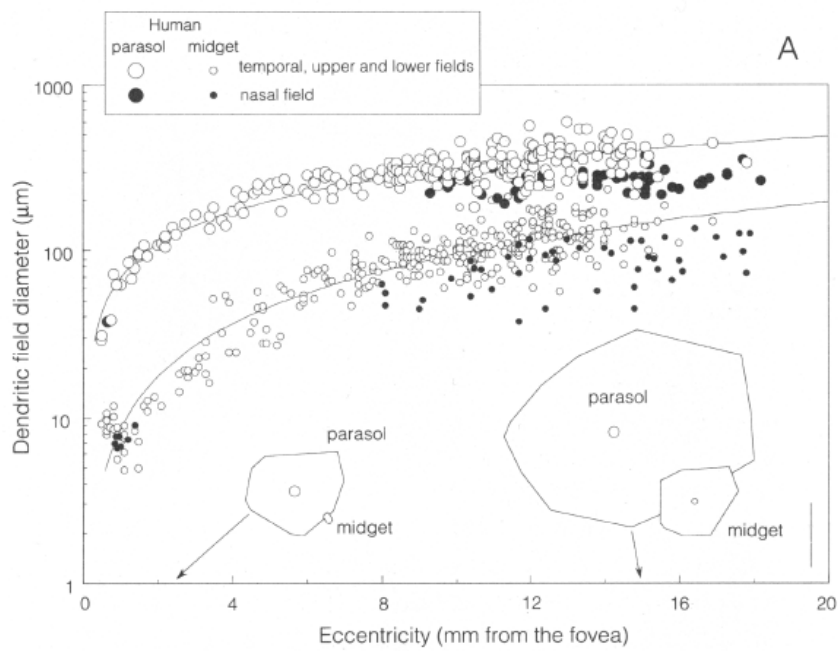 Human
parasol midget
temporal, upper and lower fields
nasal field
A
1000
100
10
1
Dendritic field diameter (μm)
parasol
midget
parasol
midget
0 4 8 12 16 20
Eccentricity (mm from the fovea)